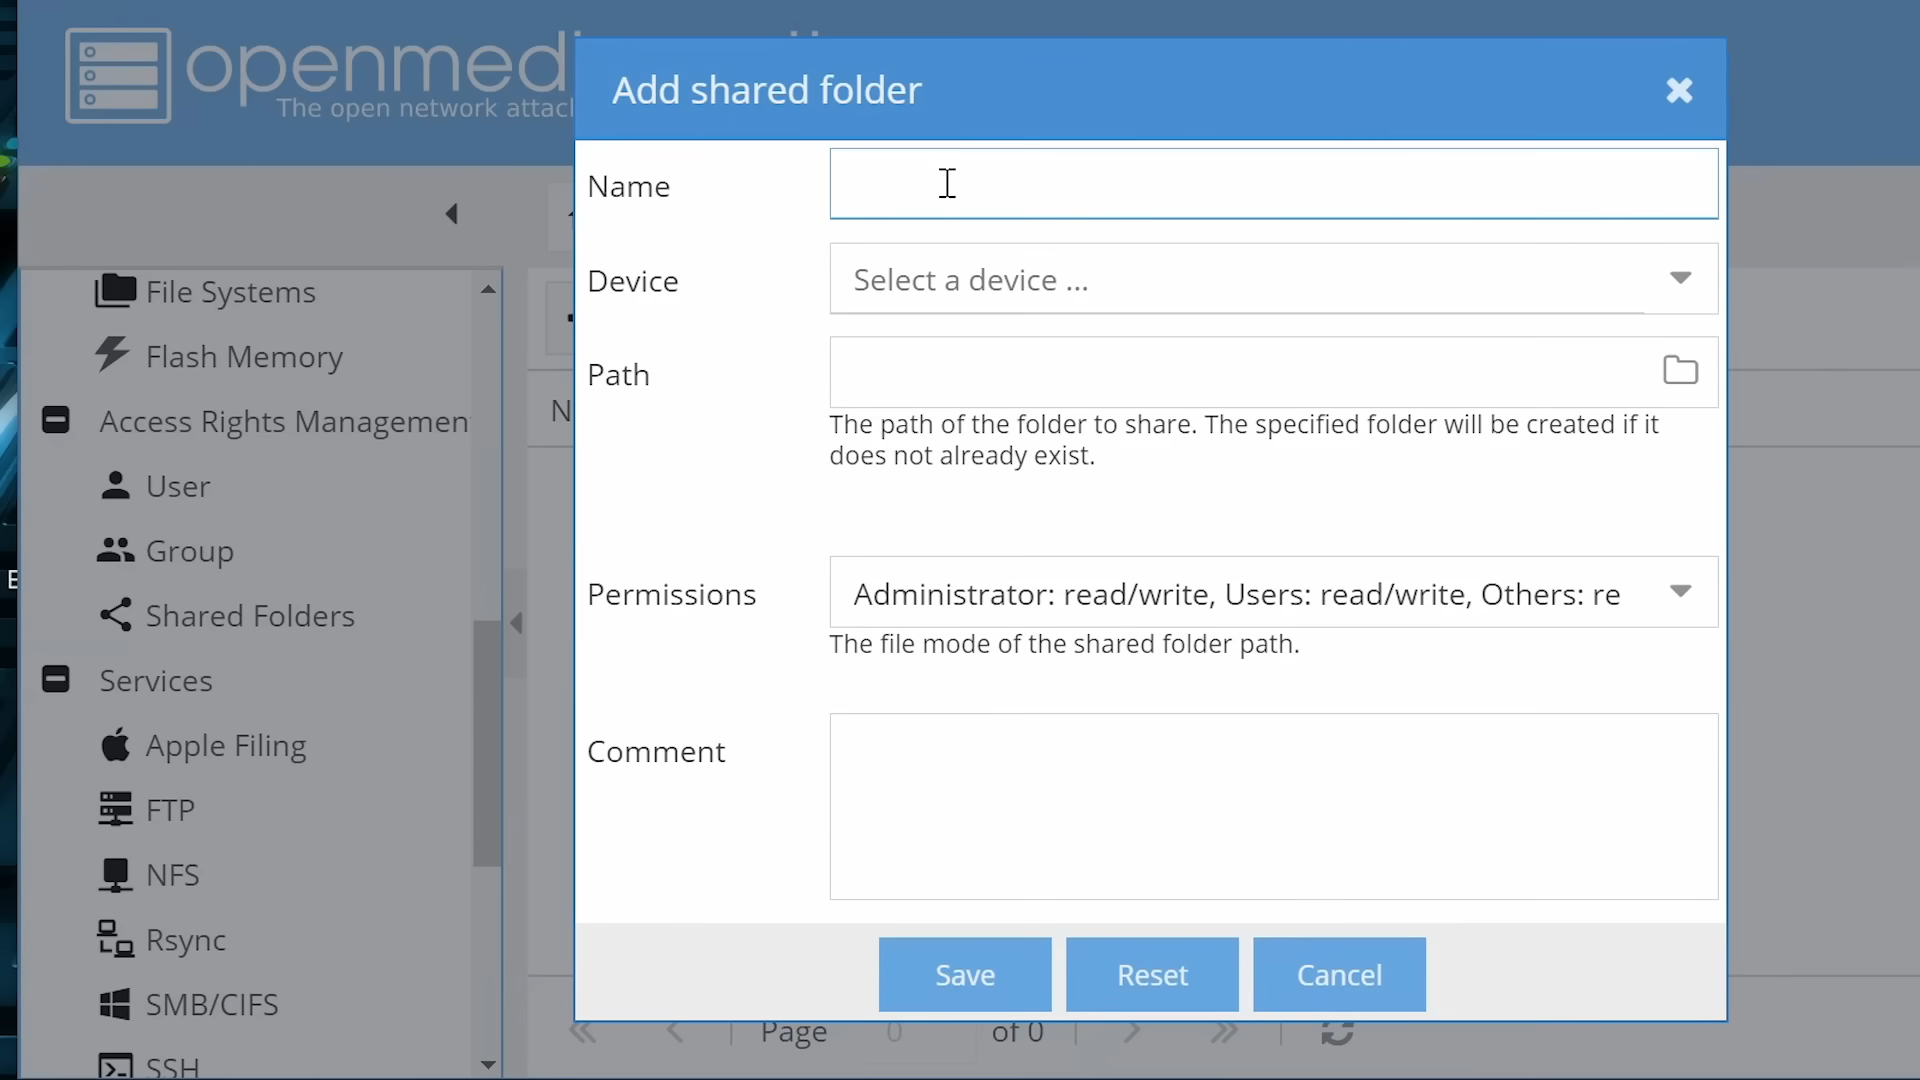 openmed
The open network attac
Add shared folder
Name
Device
Select a device ...
Path
The path of the folder to share. The specified folder will be created if it
does not already exist.
Permissions
Administrator: read/write, Users: read/write, Others: re
The file mode of the shared folder path.
Comment
Save
Reset
Cancel
File Systems
Flash Memory
Access Rights Managemen
User
Group
Shared Folders
Services
Apple Filing
FTP
NFS
Rsync
SMB/CIFS
SSH
E
N
Page 0 of 0